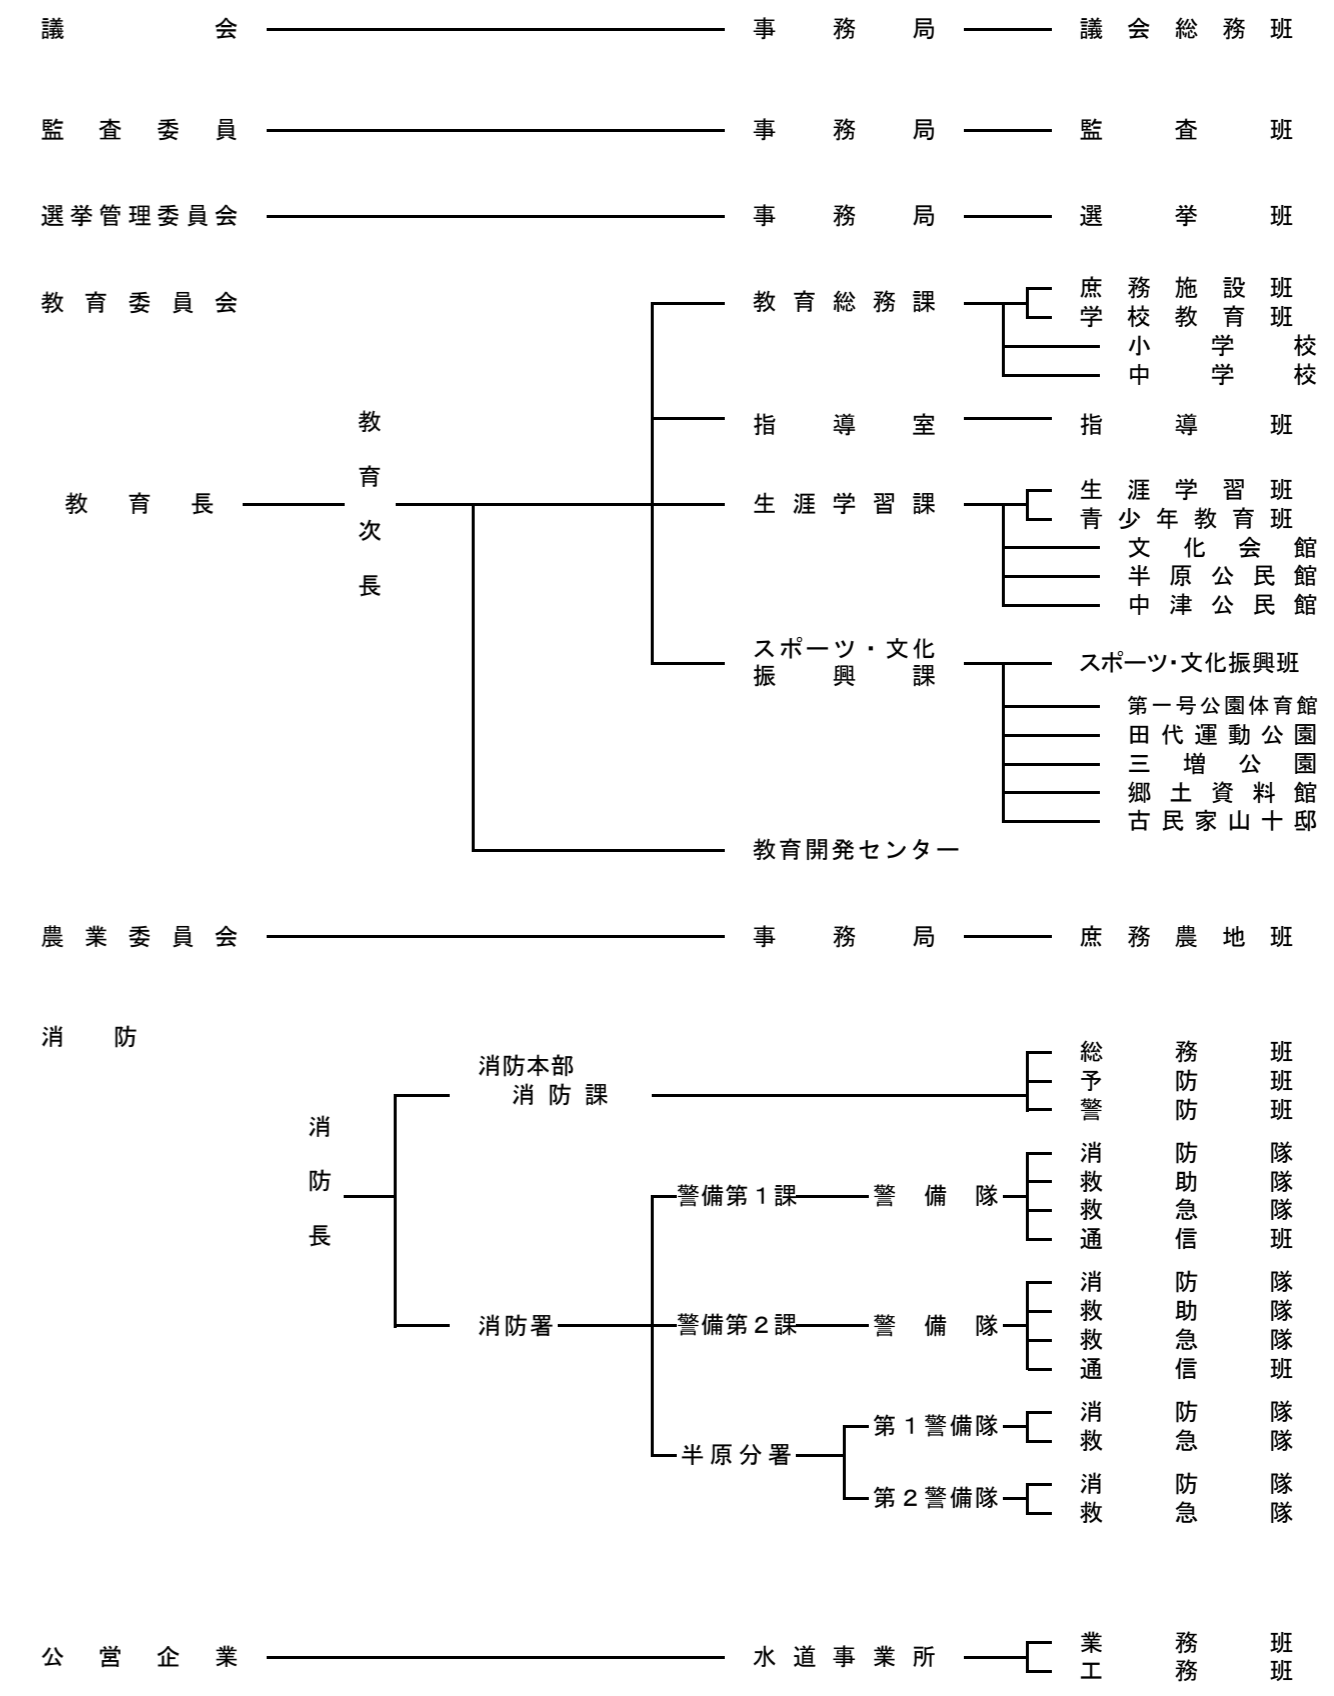 議会 事務局 議会総務班
監査委員 事務局 監査班
選挙管理委員会 事務局 選挙班
教育委員会
教育長
教育次長
教育総務課
庶務施設班
学校教育班
小学校
中学校
指導室 指導班
生涯学習課
生涯学習班
青少年教育班
文化会館
半原公民館
中津公民館
スポーツ・文化
振興課
スポーツ・文化振興班
第一号公園体育館
田代運動公園
三増公園
郷土資料館
古民家山十邸
教育開発センター
農業委員会 事務局 庶務農地班
消防
消防長
消防本部
消防課
総務班
予防班
警防班
消防署
警備第1課 警備隊
消防隊
救助隊
救急隊
通信班
警備第2課 警備隊
消防隊
救助隊
救急隊
通信班
半原分署
第1警備隊
消防隊
救急隊
第2警備隊
消防隊
救急隊
公営企業 水道事業所
業務班
工務班